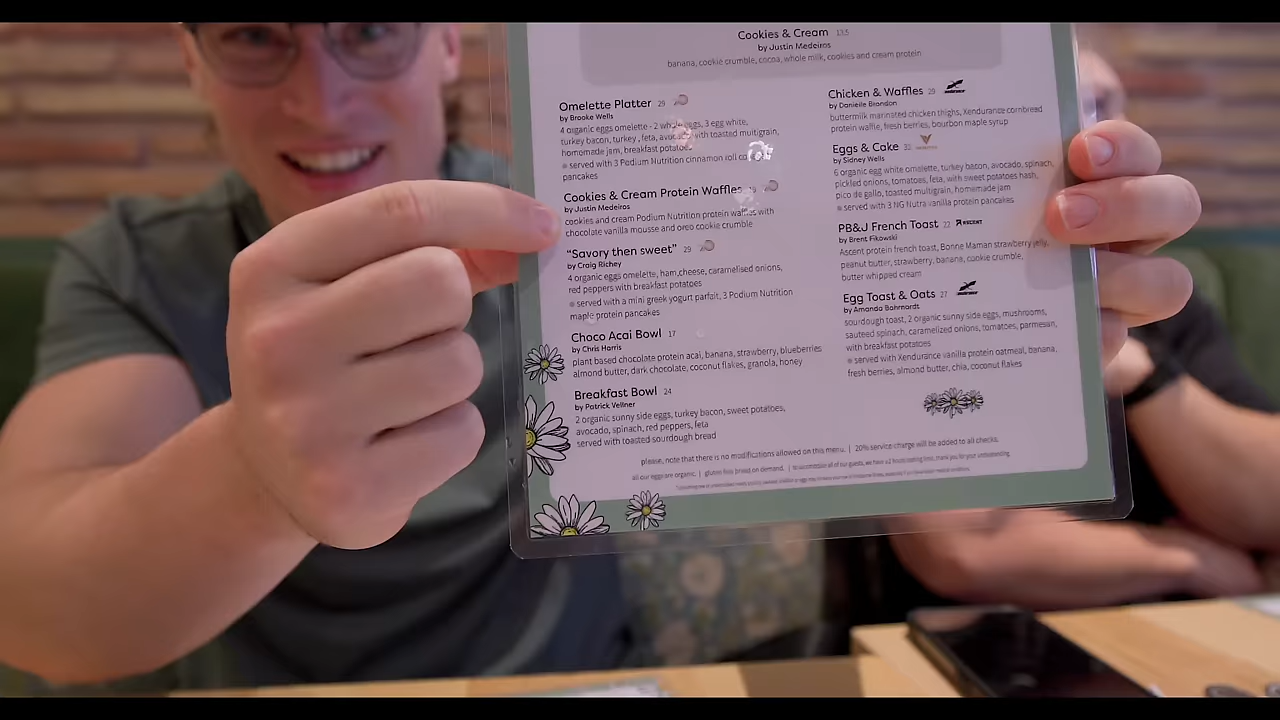 Cookies & Cream 13.5
by Justin Medeiros
banana, cookie crumble, cocoa, whole milk, cookies and cream protein
Omelette Platter 29
by Brooke Wells
4 organic eggs omelette - 2 whole eggs, 3 egg white,
turkey bacon, turkey, feta, avocado with toasted multigrain,
homemade jam, breakfast potatoes
served with 3 Podium Nutrition cinnamon roll
pancakes
Cookies & Cream Protein Waffles
by Justin Medeiros
cookies and cream Podium Nutrition protein waffles with
chocolate vanilla mousse and oreo cookie crumble
"Savory then sweet" 29
by Craig Richey
4 organic eggs omelette, ham,cheese, caramelised onions,
red peppers with breakfast potatoes
served with a mini greek yogurt parfait, 3 Podium Nutrition
maple protein pancakes
Choco Acai Bowl 17
by Chris Harris
plant based chocolate protein acai, banana, strawberry, blueberries
almond butter, dark chocolate, coconut flakes, granola, honey
Breakfast Bowl 24
by Patrick Vellner
2 organic sunny side eggs, turkey bacon, sweet potatoes,
avocado, spinach, red peppers, feta
served with toasted sourdough bread
Chicken & Waffles 29
by Danielle Brandon
buttermilk marinated chicken thighs, Xendurance cornbread
protein waffle, fresh berries, bourbon maple syrup
Eggs & Cake
by Sidney Wells
6 organic egg white omelette, turkey bacon, avocado, spinach,
pickled onions, tomatoes, feta, with sweet potatoes hash,
pico de gallo, toasted multigrain, homemade jam
served with 3 NG Nutra vanilla protein pancakes
PB&J French Toast 22 ASCENT
by Brent Fikowski
Ascent protein french toast, Bonne Maman strawberry jelly,
peanut butter, strawberry, banana, cookie crumble,
butter whipped cream
Egg Toast & Oats 27
by Amanda Barnhardt
sourdough toast, 2 organic sunny side eggs, mushrooms,
sauteed spinach, caramelized onions, tomatoes, parmesan,
with breakfast potatoes
served with Xendurance vanilla protein oatmeal, banana,
fresh berries, almond butter, chia, coconut flakes
please, note that there is no modifications allowed on this menu. | 20% service charge will be added to all checks.
all our eggs are organic. | gluten free bread on demand. |